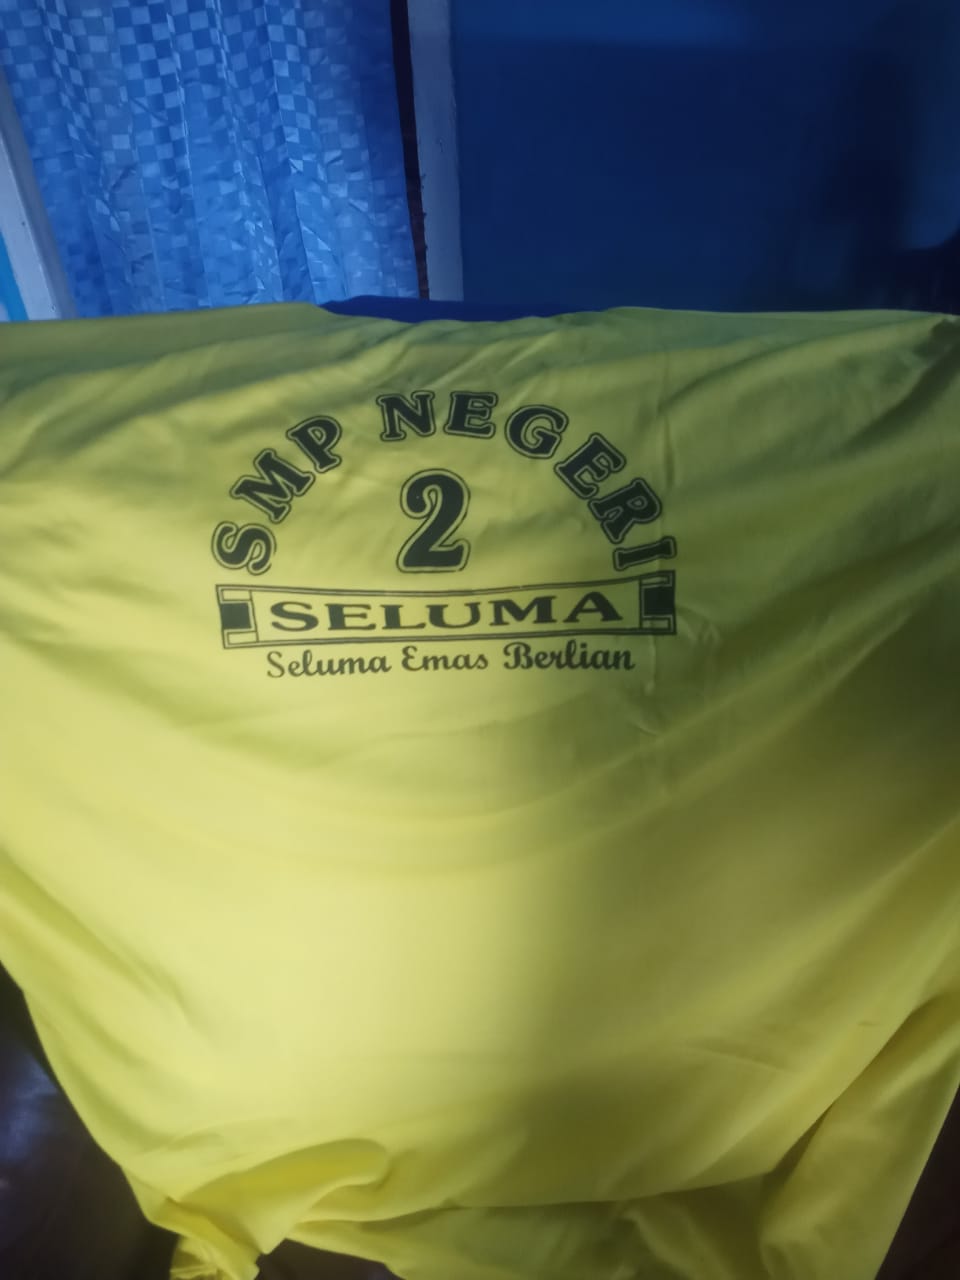 SMP NEGERI
2
SELUMA
Seluma Emas Berlian